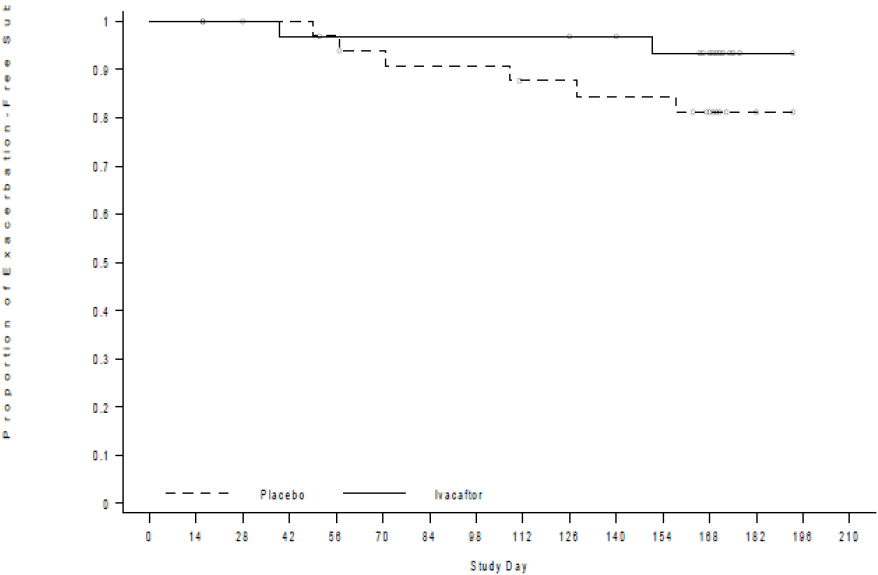 Proportion of Exacerbation-Free Sub
1
0.9
0.8
0.7
0.6
0.5
0.4
0.3
0.2
0.1
0
Placebo Ivacaftor
0 14 28 42 56 70 84 98 112 126 140 154 168 182 196 210
Study Day